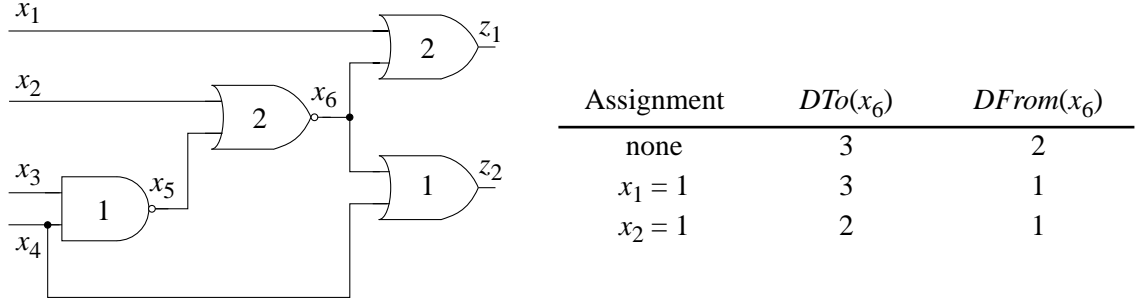 x1
z1
2
x2
x6
2
x3
x5
z2
1
1
x4
Assignment DTo(x6) DFrom(x6)
none 3 2
x1 = 1 3 1
x2 = 1 2 1